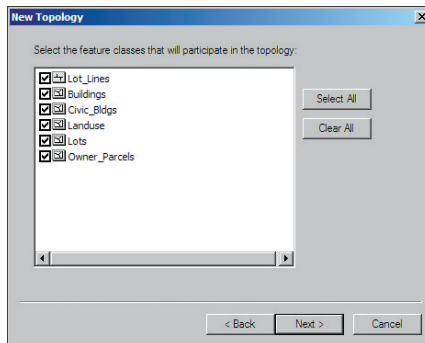 New Topology
Select the feature classes that will participate in the topology:
Lot_Lines
Buildings
Civic_Bldgs
Landuse
Lots
Owner_Parcels
Select All
Clear All
< Back
Next >
Cancel